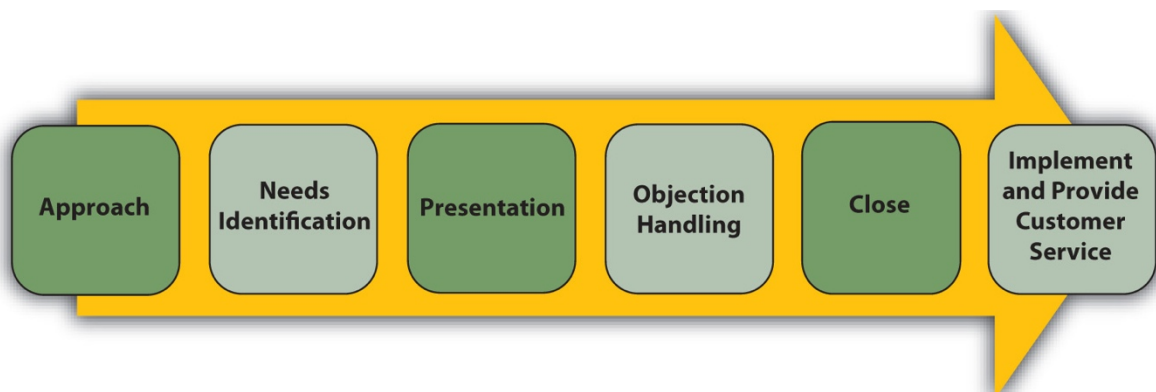 Approach
Needs
Identification
Presentation
Objection
Handling
Close
Implement
and Provide
Customer
Service